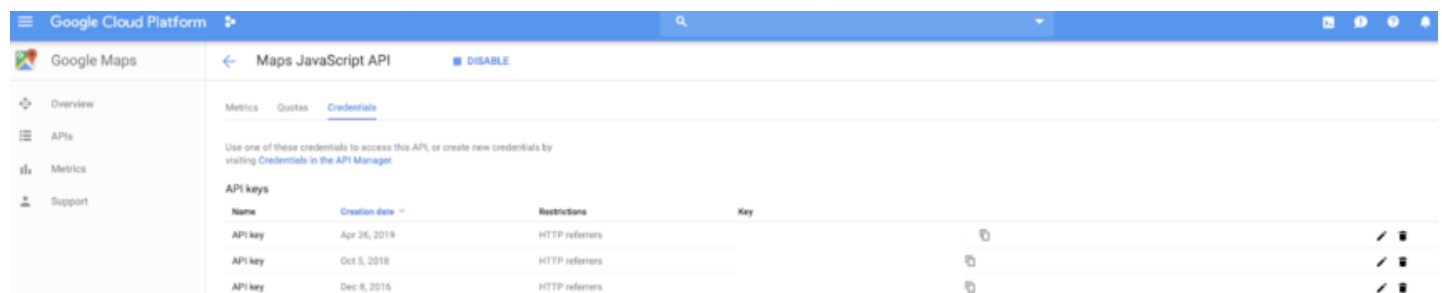 Google Cloud Platform
Google Maps
Maps JavaScript API
DISABLE
Overview
APIs
Metrics
Support
Metrics Quotas Credentials
Use one of these credentials to access this API, or create new credentials by
visiting Credentials in the API Manager.
API keys
Name Creation date Restrictions Key
API key Apr 26, 2019 HTTP referrers
API key Oct 5, 2018 HTTP referrers
API key Dec 8, 2016 HTTP referrers